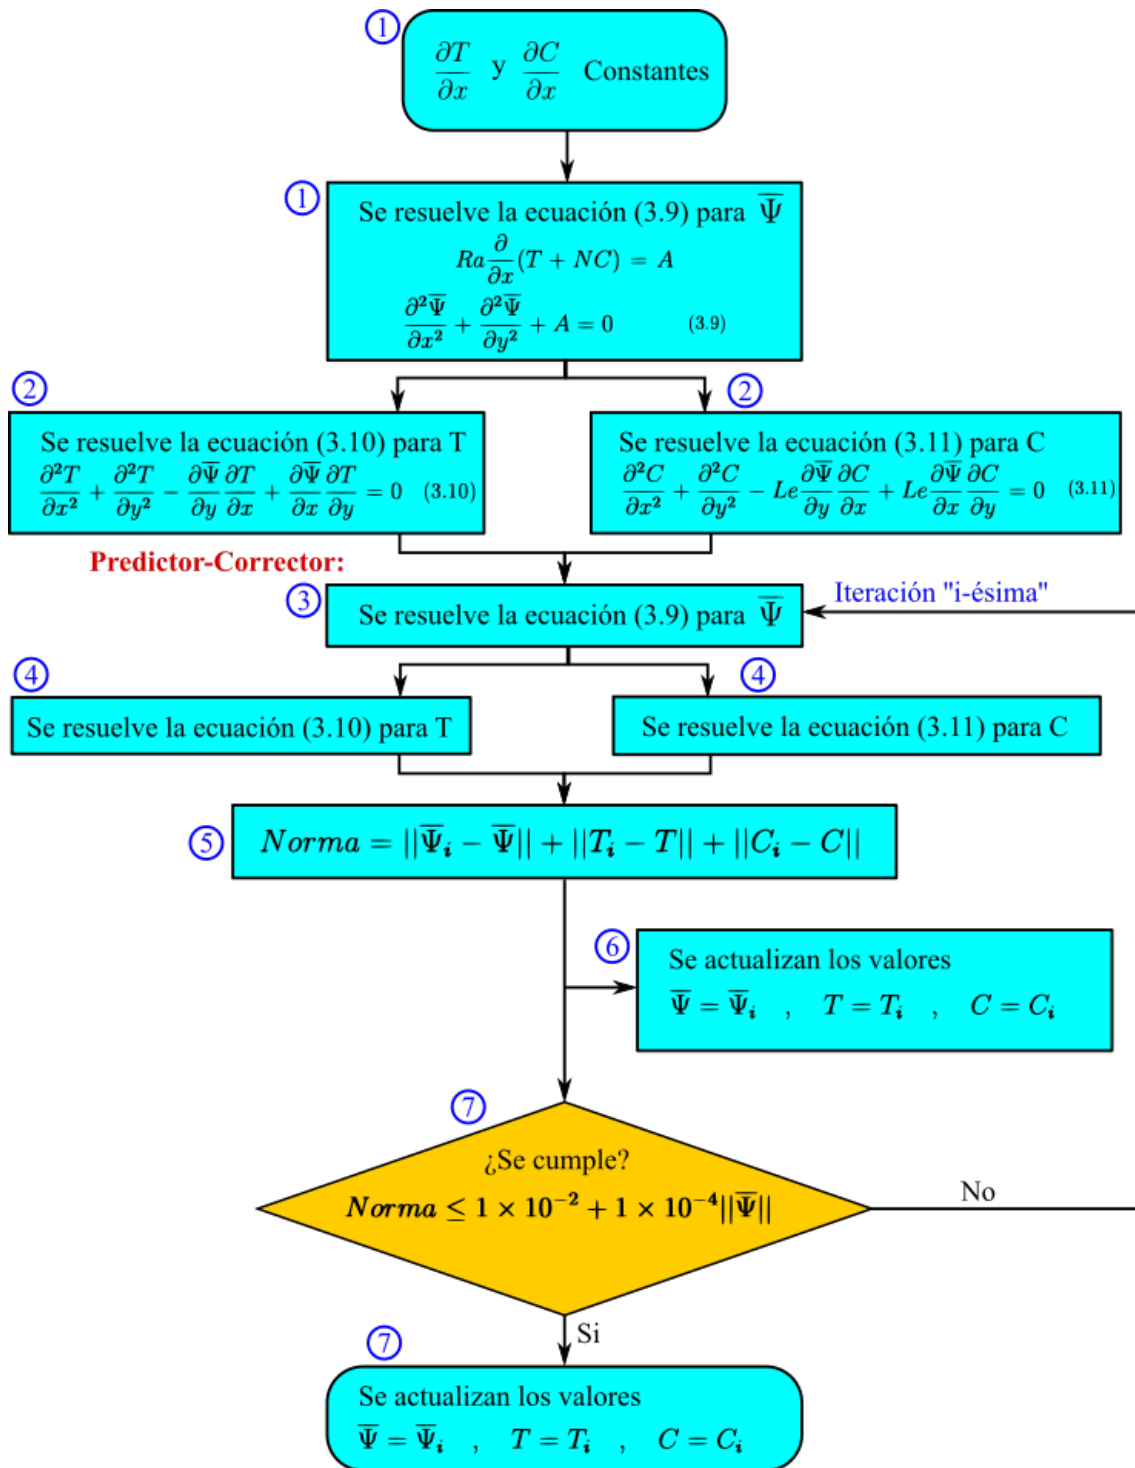 ①
∂T/∂x y ∂C/∂x Constantes
①
Se resuelve la ecuación (3.9) para Ψ̅
Ra ∂/∂x (T + NC) = A
∂²Ψ̅/∂x² + ∂²Ψ̅/∂y² + A = 0 (3.9)
②
Se resuelve la ecuación (3.10) para T
∂²T/∂x² + ∂²T/∂y² − ∂Ψ̅/∂y ∂T/∂x + ∂Ψ̅/∂x ∂T/∂y = 0 (3.10)
②
Se resuelve la ecuación (3.11) para C
∂²C/∂x² + ∂²C/∂y² − Le ∂Ψ̅/∂y ∂C/∂x + Le ∂Ψ̅/∂x ∂C/∂y = 0 (3.11)
Predictor-Corrector:
③
Se resuelve la ecuación (3.9) para Ψ̅
Iteración "i-ésima"
④
Se resuelve la ecuación (3.10) para T
④
Se resuelve la ecuación (3.11) para C
⑤
Norma = ||Ψ̅ᵢ − Ψ̅|| + ||Tᵢ − T|| + ||Cᵢ − C||
⑥
Se actualizan los valores
Ψ̅ = Ψ̅ᵢ , T = Tᵢ , C = Cᵢ
⑦
¿Se cumple?
Norma ≤ 1 × 10⁻² + 1 × 10⁻⁴||Ψ̅||
No
Si
⑦
Se actualizan los valores
Ψ̅ = Ψ̅ᵢ , T = Tᵢ , C = Cᵢ